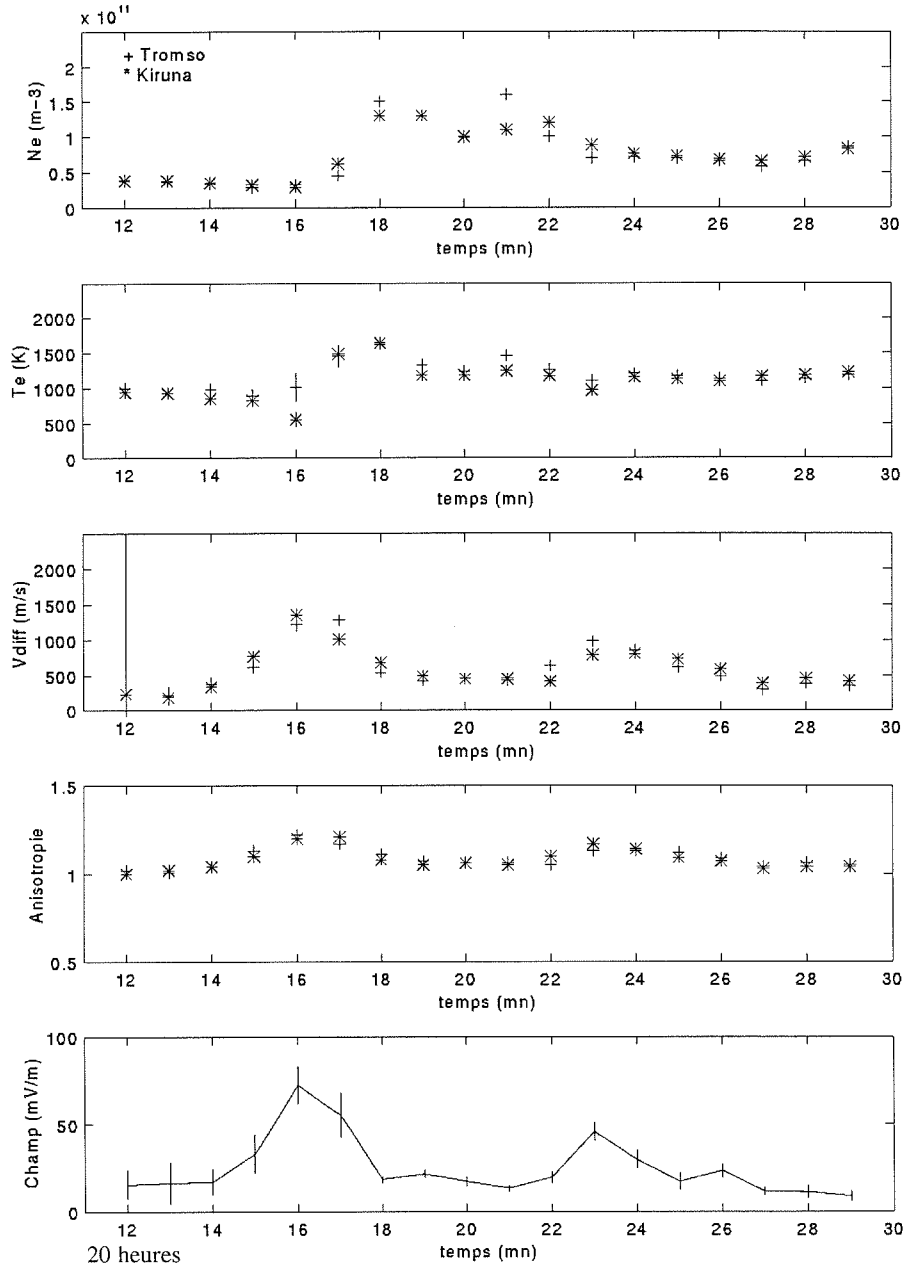 x 10¹¹
+ Tromso
* Kiruna
2
1.5
1
0.5
0
Ne (m-3)
12 14 16 18 20 22 24 26 28 30
temps (mn)
2000
1500
1000
500
0
Te (K)
12 14 16 18 20 22 24 26 28 30
temps (mn)
2000
1500
1000
500
0
Vdiff (m/s)
12 14 16 18 20 22 24 26 28 30
temps (mn)
1.5
1
0.5
Anisotropie
12 14 16 18 20 22 24 26 28 30
temps (mn)
100
50
0
Champ (mV/m)
12 14 16 18 20 22 24 26 28 30
20 heures
temps (mn)